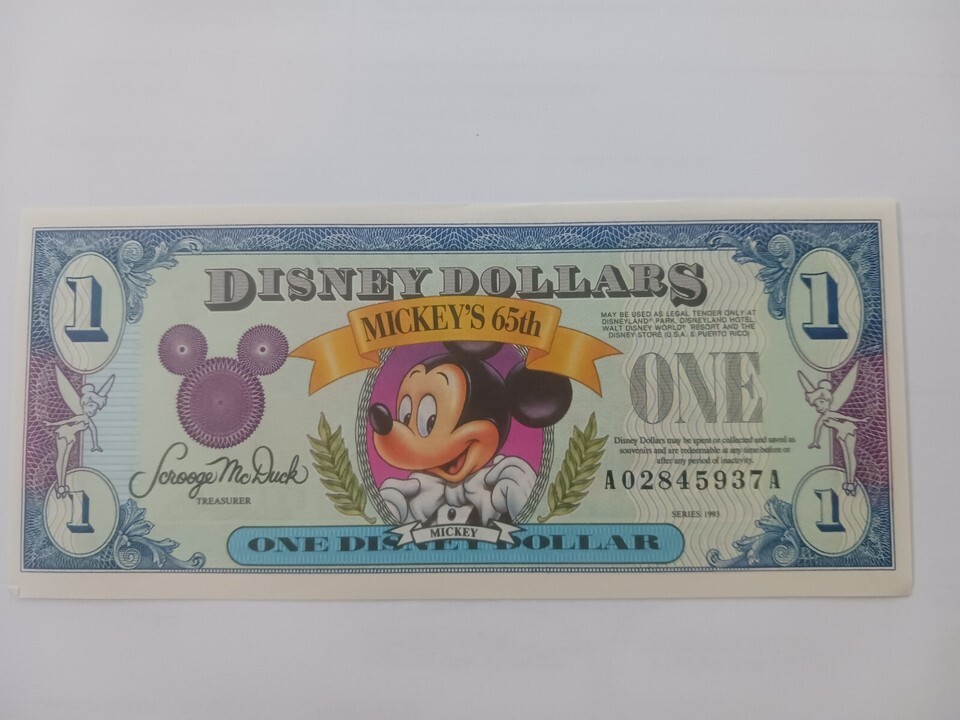 1
1
DISNEY DOLLARS
MICKEY'S 65th
MAY BE USED AS LEGAL TENDER ONLY AT
DISNEYLAND® PARK, DISNEYLAND HOTEL,
WALT DISNEY WORLD® RESORT AND THE
DISNEY STORE (U.S.A. & PUERTO RICO)
ONE
Disney Dollars may be spent or collected and saved as
souvenirs and are redeemable at any time before or
after any period of inactivity.
Scrooge McDuck
TREASURER
A02845937A
SERIES 1993
1
1
MICKEY
ONE DISNEY DOLLAR